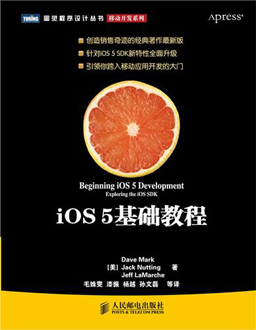 TURING
图灵程序设计丛书
移动开发系列
Apress
创造销售奇迹的经典著作最新版
针对iOS 5 SDK新特性全面升级
引领你跨入移动应用开发的大门
Beginning iOS 5 Development
Exploring the iOS SDK
iOS 5基础教程
Dave Mark
[美] Jack Nutting 著
Jeff LaMarche
毛姝雯 漆振 杨越 孙文磊 等译
人民邮电出版社
POSTS & TELECOM PRESS